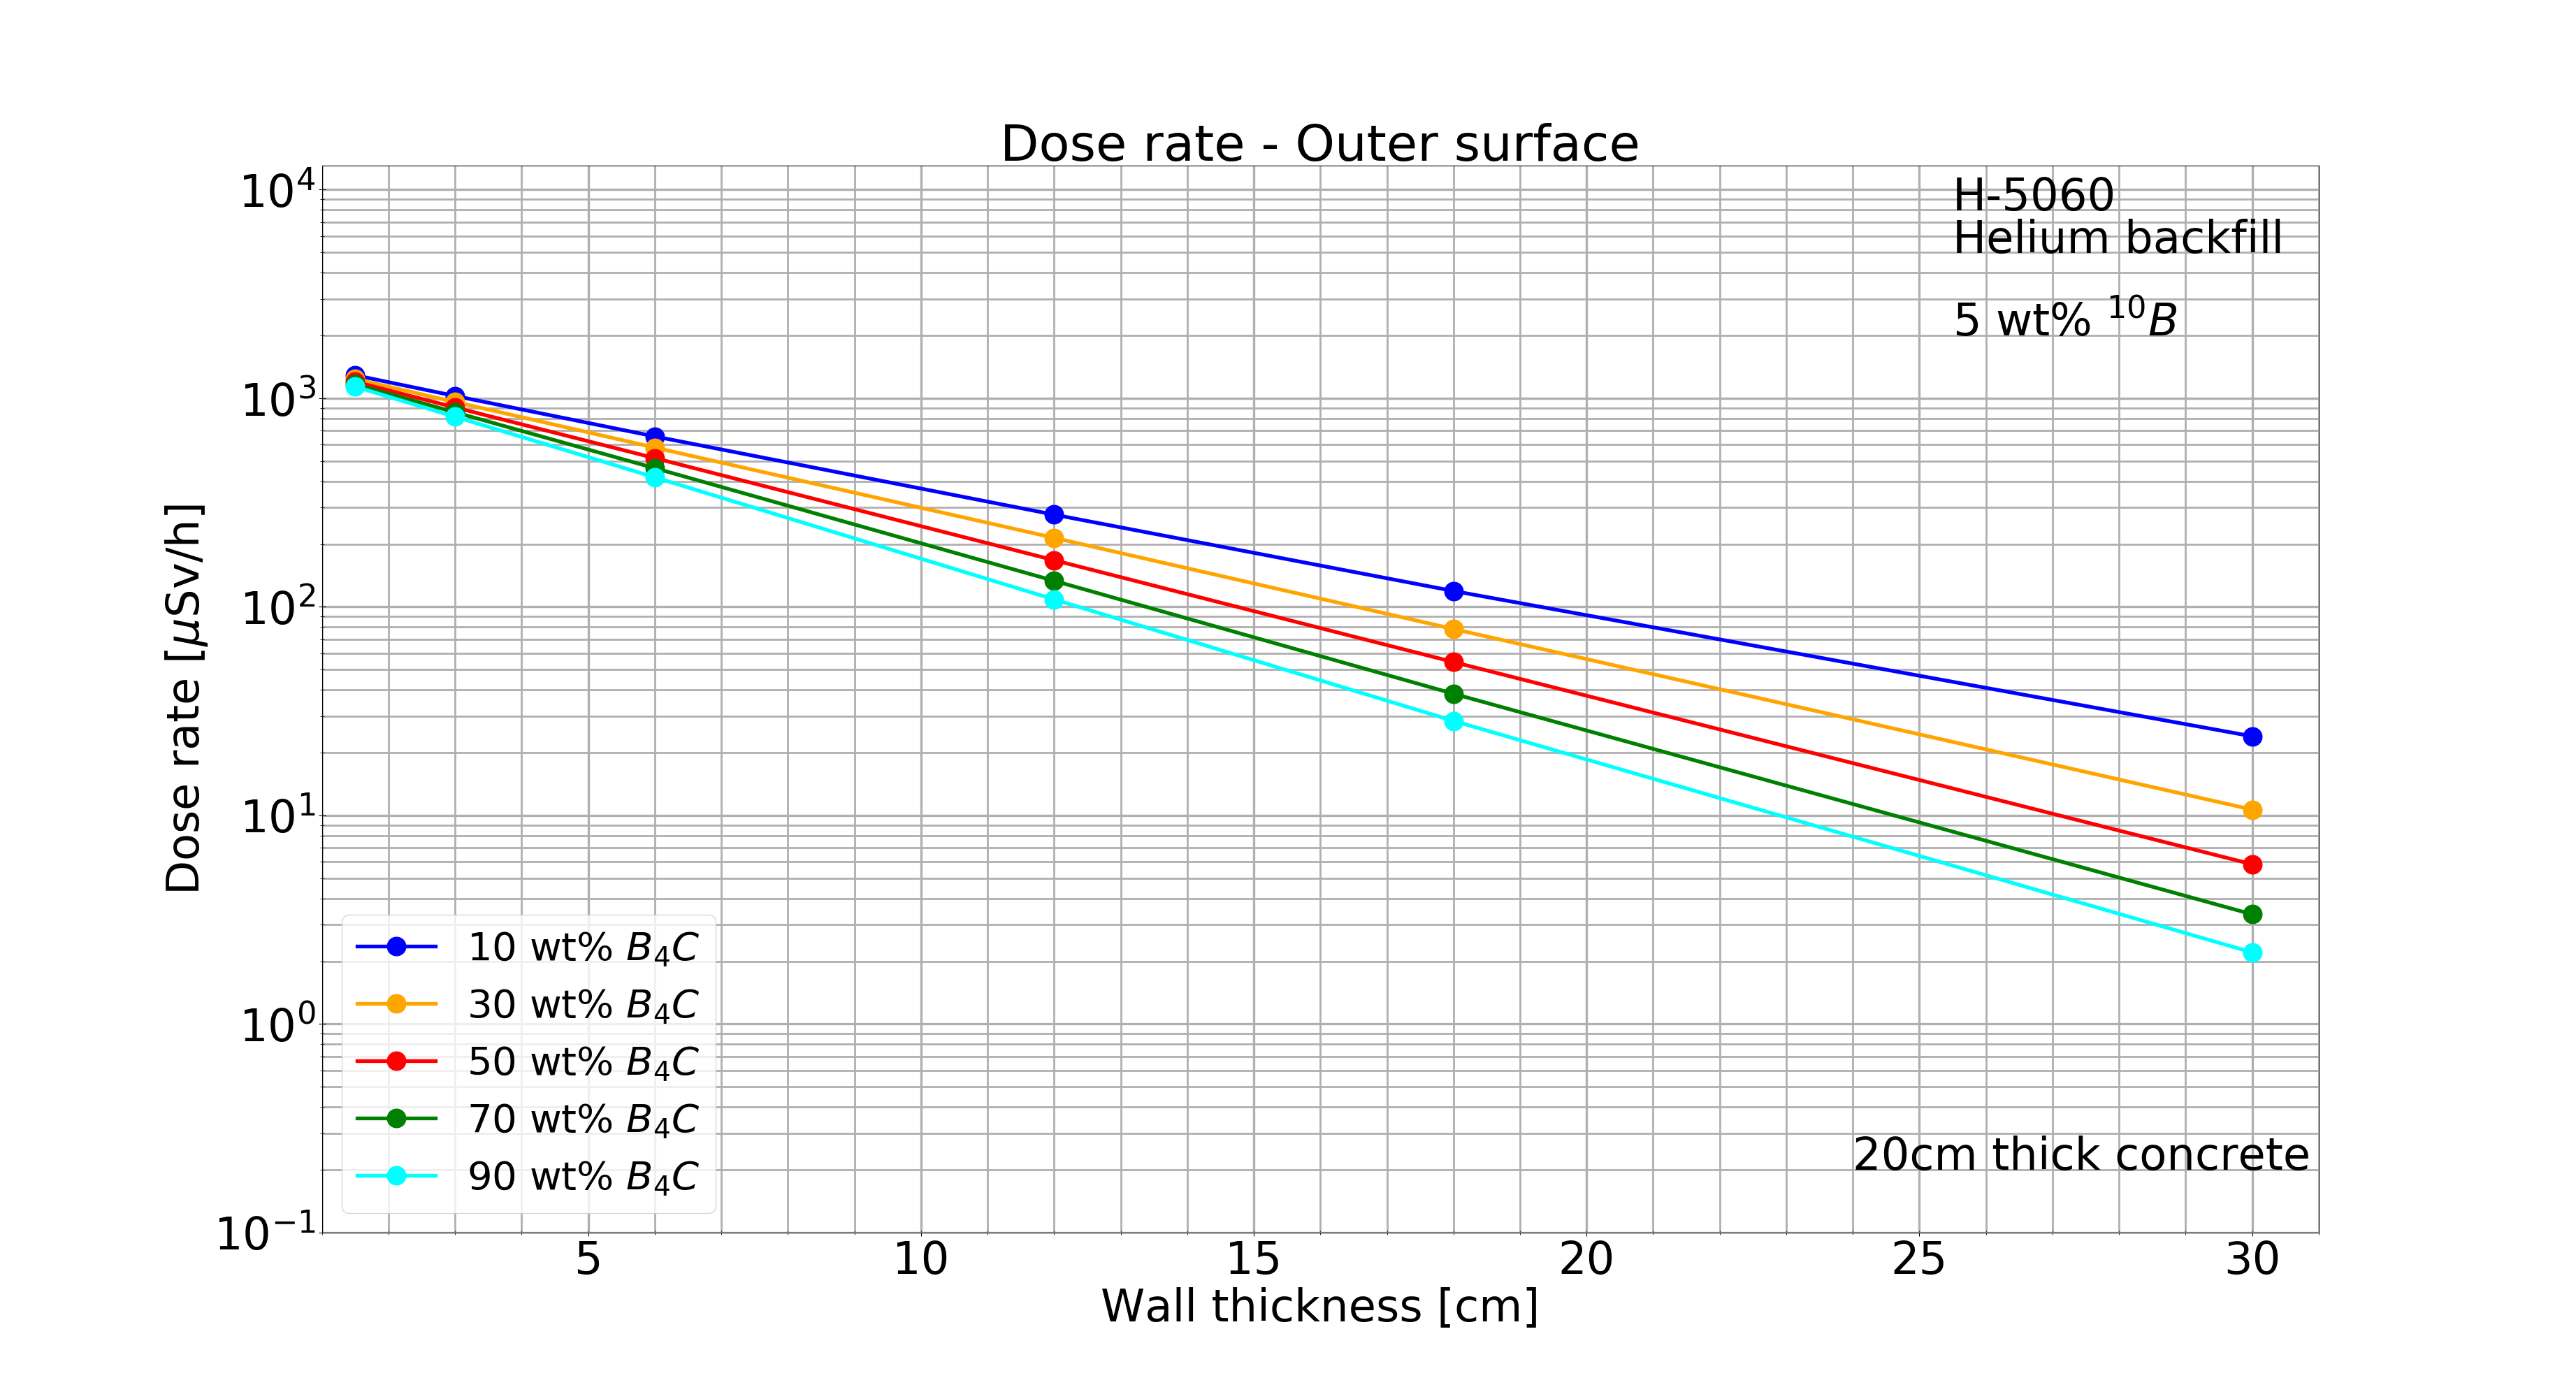 Dose rate - Outer surface
H-5060
Helium backfill
5 wt% ¹⁰B
10⁴
10³
10²
10¹
10⁰
10⁻¹
Dose rate [μSv/h]
10 wt% B₄C
30 wt% B₄C
50 wt% B₄C
70 wt% B₄C
90 wt% B₄C
20cm thick concrete
5 10 15 20 25 30
Wall thickness [cm]